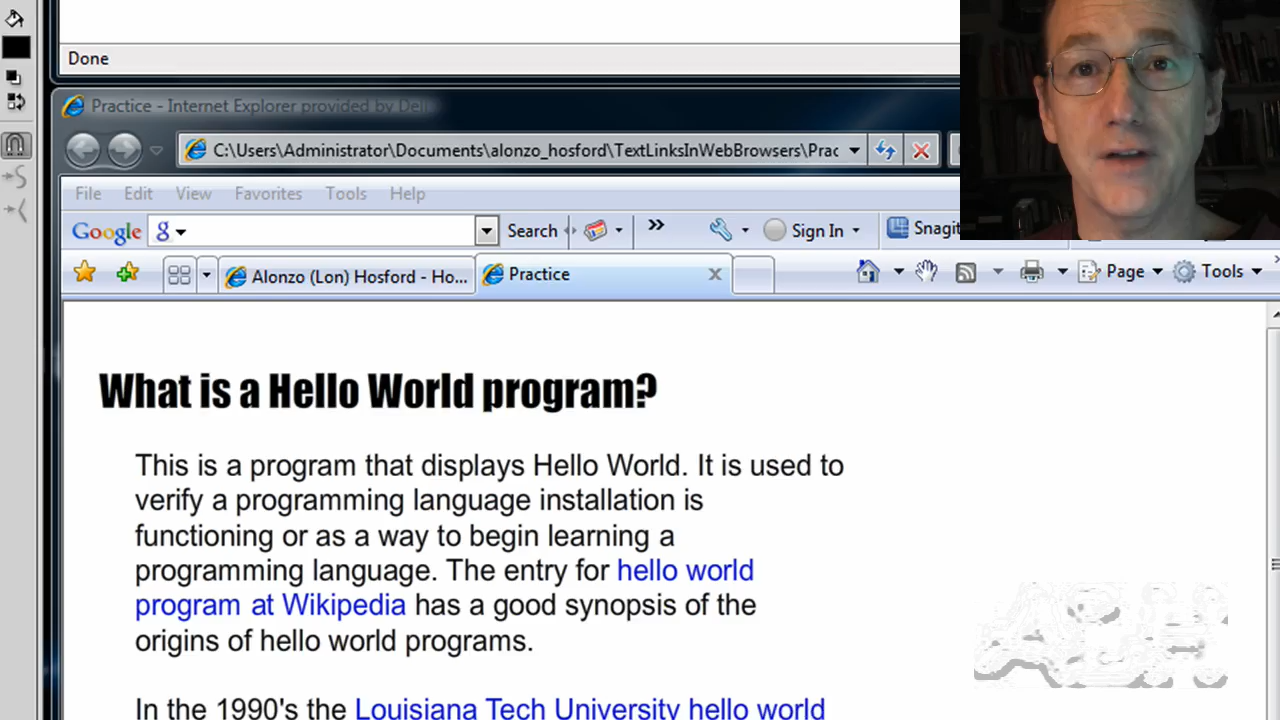 Done
Practice - Internet Explorer provided by Dell
C:\Users\Administrator\Documents\alonzo_hosford\TextLinksInWebBrowsers\Prac
File Edit View Favorites Tools Help
Google g Search » Sign In Snagit
Alonzo (Lon) Hosford - Ho... Practice Page Tools
What is a Hello World program?
This is a program that displays Hello World. It is used to
verify a programming language installation is
functioning or as a way to begin learning a
programming language. The entry for hello world
program at Wikipedia has a good synopsis of the
origins of hello world programs.
In the 1990's the Louisiana Tech University hello world